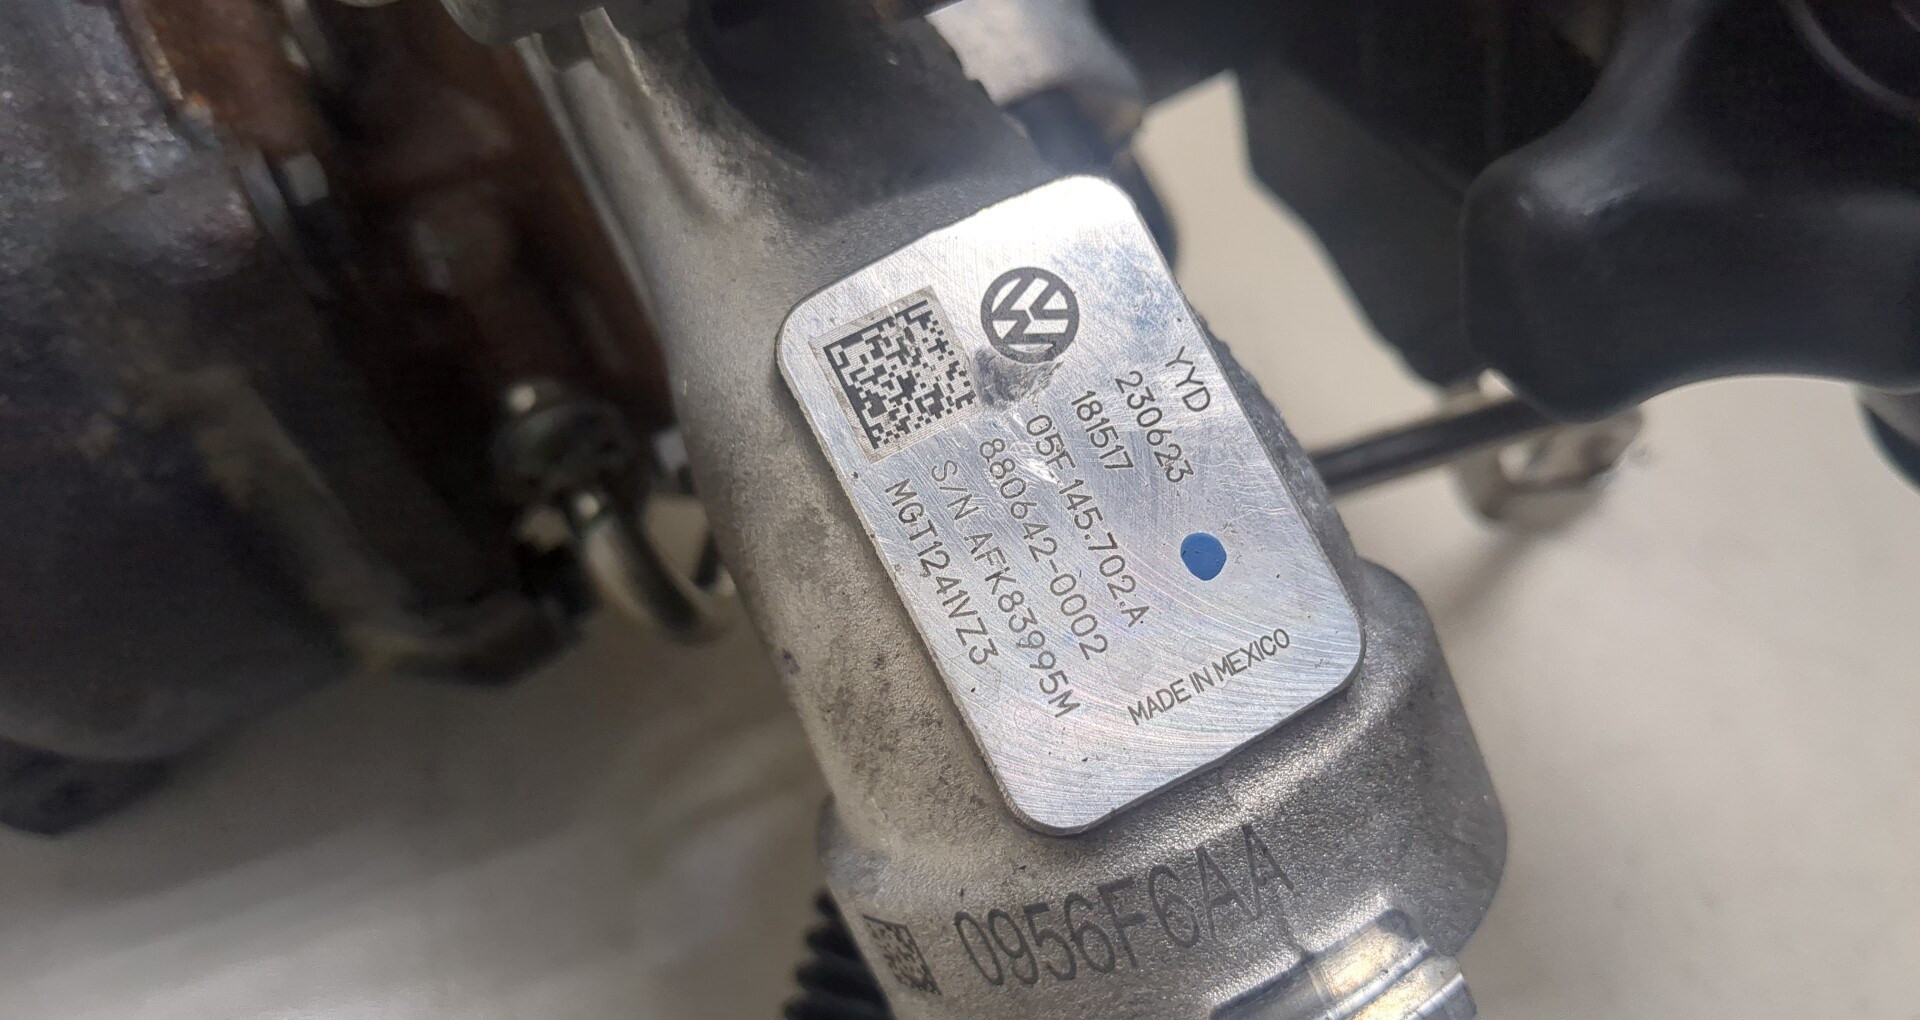 YYD
230623
181517
05E.145.702.A
880642-0002
S/N AFK83995M
MGT1241VZ3
MADE IN MEXICO
0956F6AA